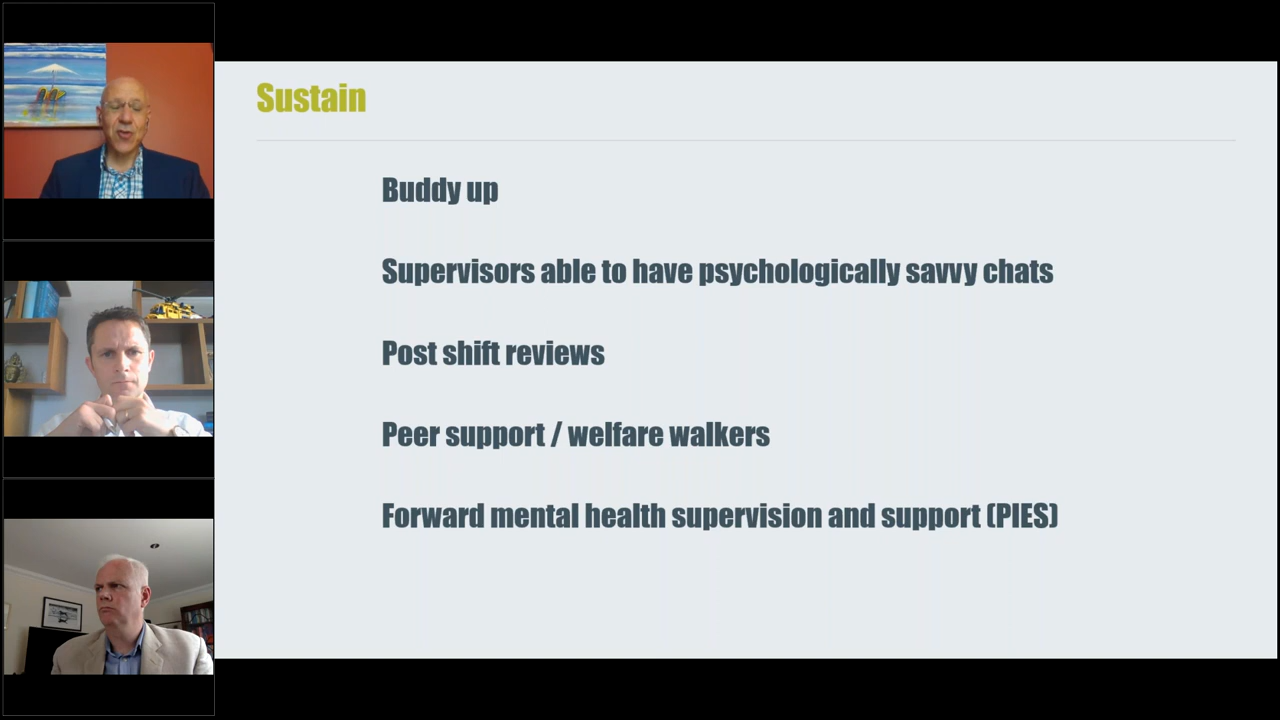 Sustain
Buddy up
Supervisors able to have psychologically savvy chats
Post shift reviews
Peer support / welfare walkers
Forward mental health supervision and support (PIES)